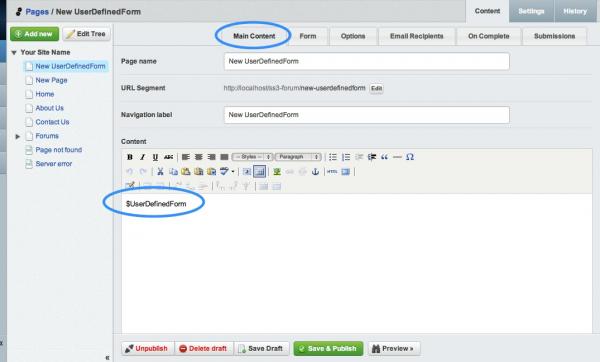 Pages / New UserDefinedForm
Content Settings History
Add new Edit Tree
Your Site Name
New UserDefinedForm
New Page
Home
About Us
Contact Us
Forums
Page not found
Server error
Main Content Form Options Email Recipients On Complete Submissions
Page name New UserDefinedForm
URL Segment http://localhost/ss3-forum/new-userdefinedform Edit
Navigation label New UserDefinedForm
Content
B I U ABC -- Styles -- Paragraph Ω
HTML
$UserDefinedForm
« Unpublish Delete draft Save Draft Save & Publish Preview »